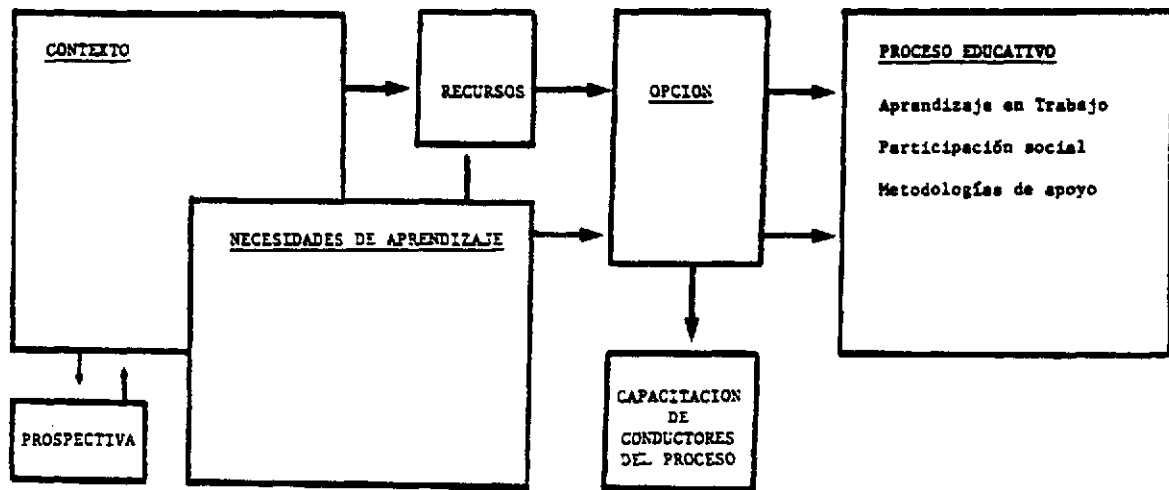 CONTEXTO
RECURSOS
OPCION
PROCESO EDUCATIVO
Aprendizaje en Trabajo
Participación social
Metodologías de apoyo
NECESIDADES DE APRENDIZAJE
PROSPECTIVA
CAPACITACION
DE
CONDUCTORES
DEL PROCESO